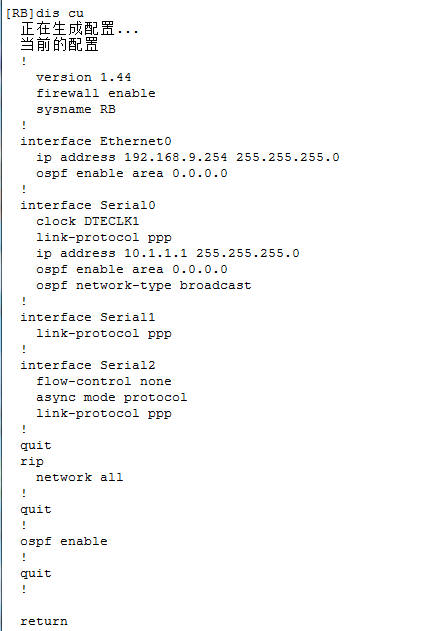 [RB]dis cu
正在生成配置...
当前的配置
!
version 1.44
firewall enable
sysname RB
!
interface Ethernet0
ip address 192.168.9.254 255.255.255.0
ospf enable area 0.0.0.0
!
interface Serial0
clock DTECLK1
link-protocol ppp
ip address 10.1.1.1 255.255.255.0
ospf enable area 0.0.0.0
ospf network-type broadcast
!
interface Serial1
link-protocol ppp
!
interface Serial2
flow-control none
async mode protocol
link-protocol ppp
!
quit
rip
network all
!
quit
!
ospf enable
!
quit
!
return